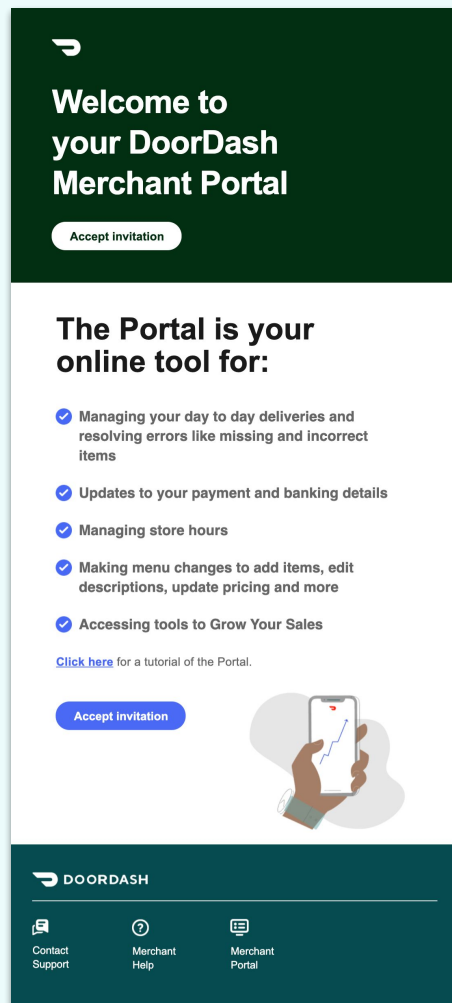 Welcome to
your DoorDash
Merchant Portal
Accept invitation
The Portal is your
online tool for:
Managing your day to day deliveries and
resolving errors like missing and incorrect
items
Updates to your payment and banking details
Managing store hours
Making menu changes to add items, edit
descriptions, update pricing and more
Accessing tools to Grow Your Sales
Click here for a tutorial of the Portal.
Accept invitation
DOORDASH
Contact
Support
Merchant
Help
Merchant
Portal